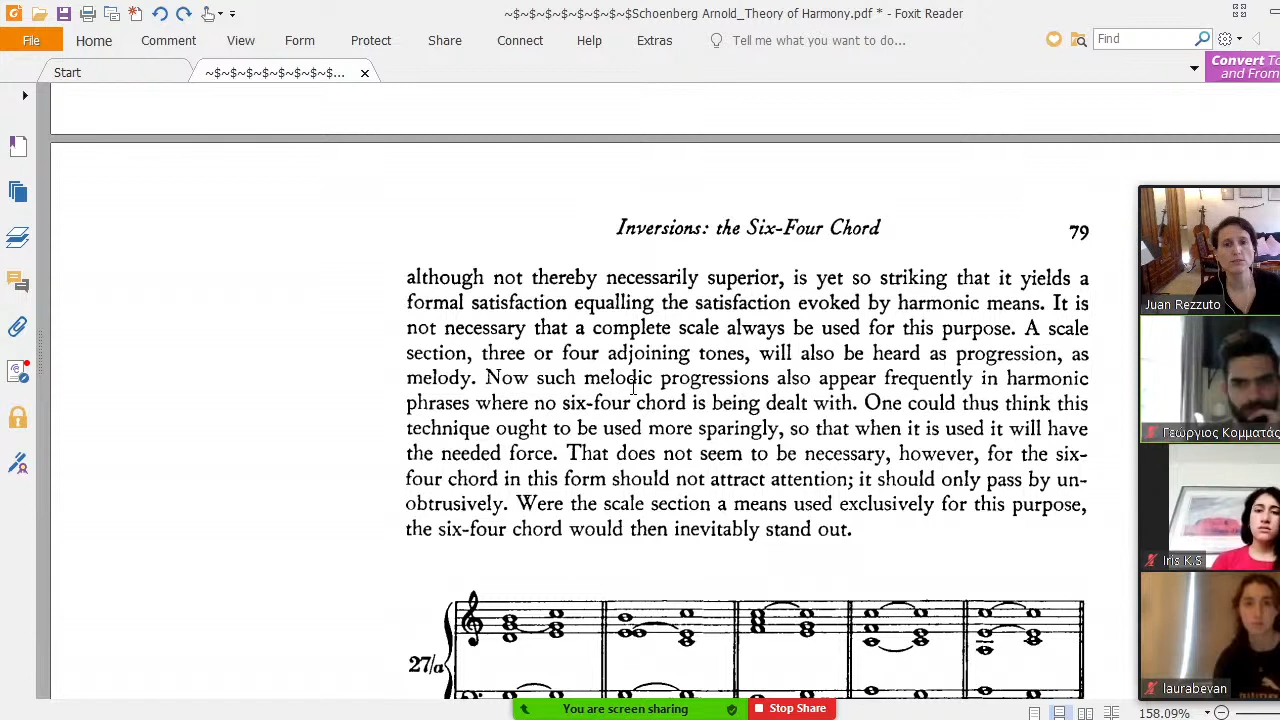 ~$~$~$~$~$~$~$~$Schoenberg Arnold_Theory of Harmony.pdf * - Foxit Reader
File Home Comment View Form Protect Share Connect Help Extras Tell me what you want to do... Find
Start ~$~$~$~$~$~$~$~$~$... Convert To
and From
Inversions: the Six-Four Chord 79
although not thereby necessarily superior, is yet so striking that it yields a
formal satisfaction equalling the satisfaction evoked by harmonic means. It is
not necessary that a complete scale always be used for this purpose. A scale
section, three or four adjoining tones, will also be heard as progression, as
melody. Now such melodic progressions also appear frequently in harmonic
phrases where no six-four chord is being dealt with. One could thus think this
technique ought to be used more sparingly, so that when it is used it will have
the needed force. That does not seem to be necessary, however, for the six-
four chord in this form should not attract attention; it should only pass by un-
obtrusively. Were the scale section a means used exclusively for this purpose,
the six-four chord would then inevitably stand out.
27/a
Juan Rezzuto
Γεώργιος Κομματάς
Iris K.S
laurabevan
You are screen sharing Stop Share
158.09%